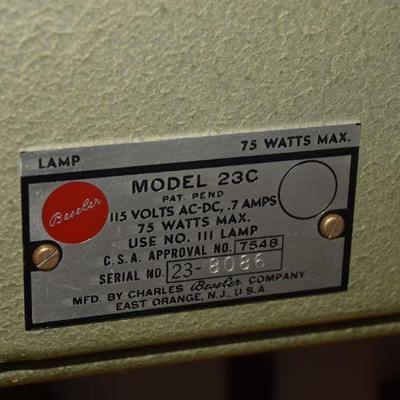 LAMP 75 WATTS MAX.
MODEL 23C
PAT. PEND
Beseler
115 VOLTS AC-DC, .7 AMPS
75 WATTS MAX.
USE NO. 111 LAMP
C.S.A. APPROVAL NO. 7548
SERIAL NO. 23-8086
MFD. BY CHARLES Beseler COMPANY
EAST ORANGE, N.J., U.S.A